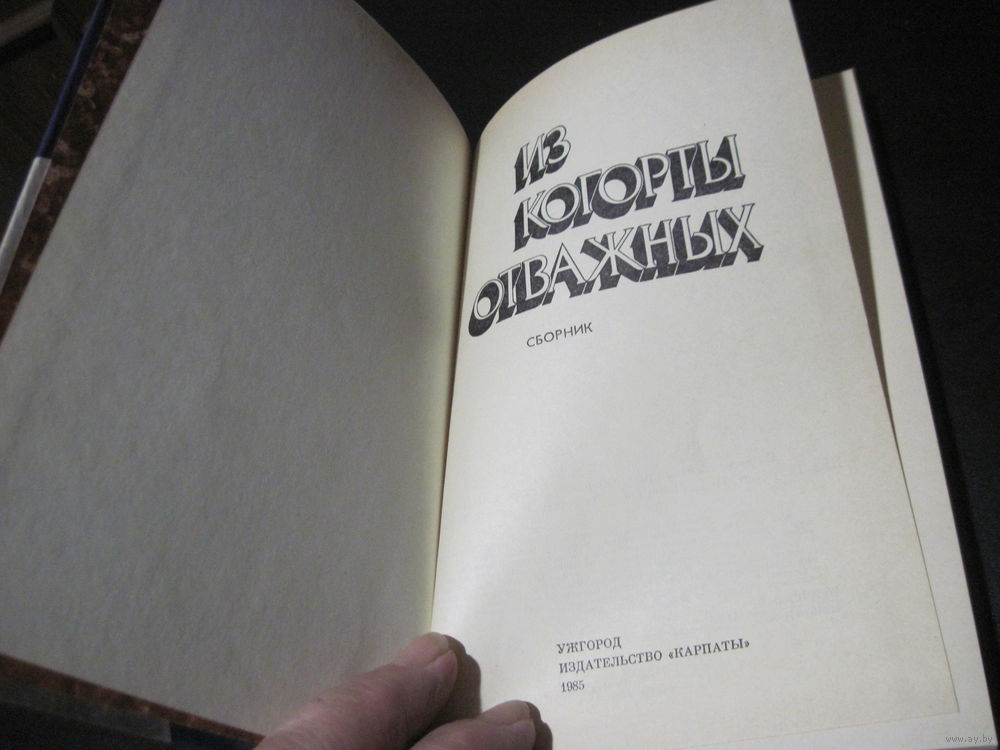 ИЗ
КОГОРТЫ
ОТВАЖНЫХ
СБОРНИК
УЖГОРОД
ИЗДАТЕЛЬСТВО «КАРПАТЫ»
1985
www.ay.by